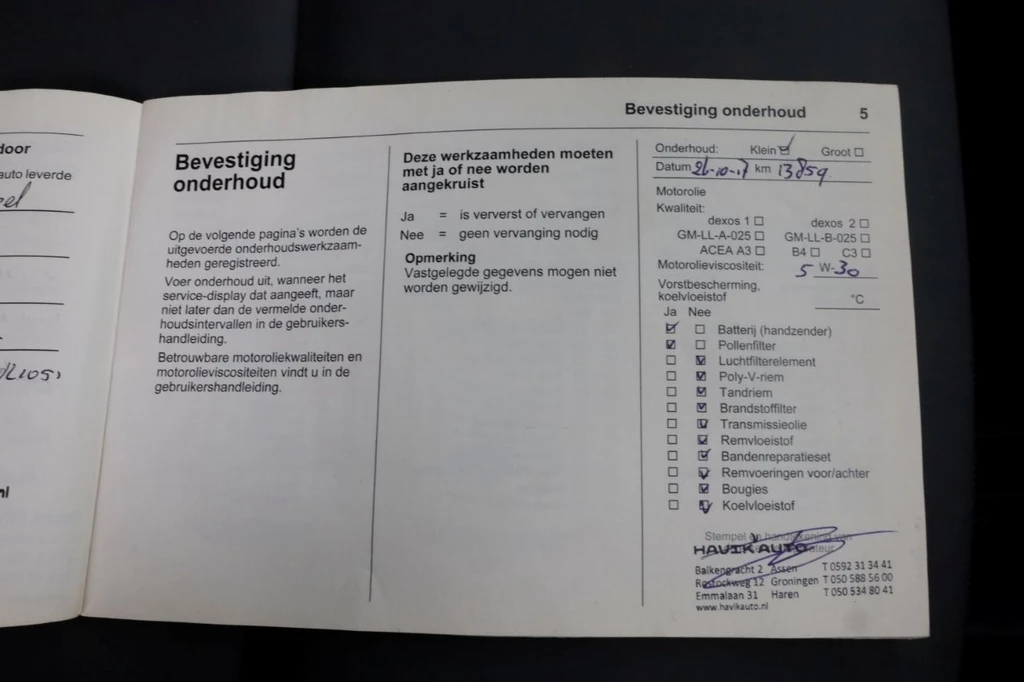 door
auto leverde
Bevestiging onderhoud 5
Bevestiging
onderhoud
Op de volgende pagina's worden de
uitgevoerde onderhoudswerkzaam-
heden geregistreerd.
Voer onderhoud uit, wanneer het
service-display dat aangeeft, maar
niet later dan de vermelde onder-
houdsintervallen in de gebruikers-
handleiding.
Betrouwbare motoroliekwaliteiten en
motorolieviscositeiten vindt u in de
gebruikershandleiding.
Deze werkzaamheden moeten
met ja of nee worden
aangekruist
Ja = is ververst of vervangen
Nee = geen vervanging nodig
Opmerking
Vastgelegde gegevens mogen niet
worden gewijzigd.
Onderhoud: Klein ☑ Groot ☐
Datum 26-10-17 km 13859
Motorolie
Kwaliteit:
dexos 1 ☐ dexos 2 ☐
GM-LL-A-025 ☐ GM-LL-B-025 ☐
ACEA A3 ☐ B4 ☐ C3 ☐
Motorolieviscositeit: 5 W-30
Vorstbescherming,
koelvloeistof °C
Ja Nee
☑ ☐ Batterij (handzender)
☑ ☐ Pollenfilter
☐ ☑ Luchtfilterelement
☐ ☑ Poly-V-riem
☐ ☑ Tandriem
☐ ☑ Brandstoffilter
☐ ☑ Transmissieolie
☐ ☑ Remvloeistof
☐ ☑ Bandenreparatieset
☐ ☑ Remvoeringen voor/achter
☐ ☑ Bougies
☐ ☑ Koelvloeistof
Stempel en handtekening van
HAVIK AUTO
Balkengracht 2 Assen T 0592 31 34 41
Rostockweg 12 Groningen T 050 588 56 00
Emmalaan 31 Haren T 050 534 80 41
www.havikauto.nl